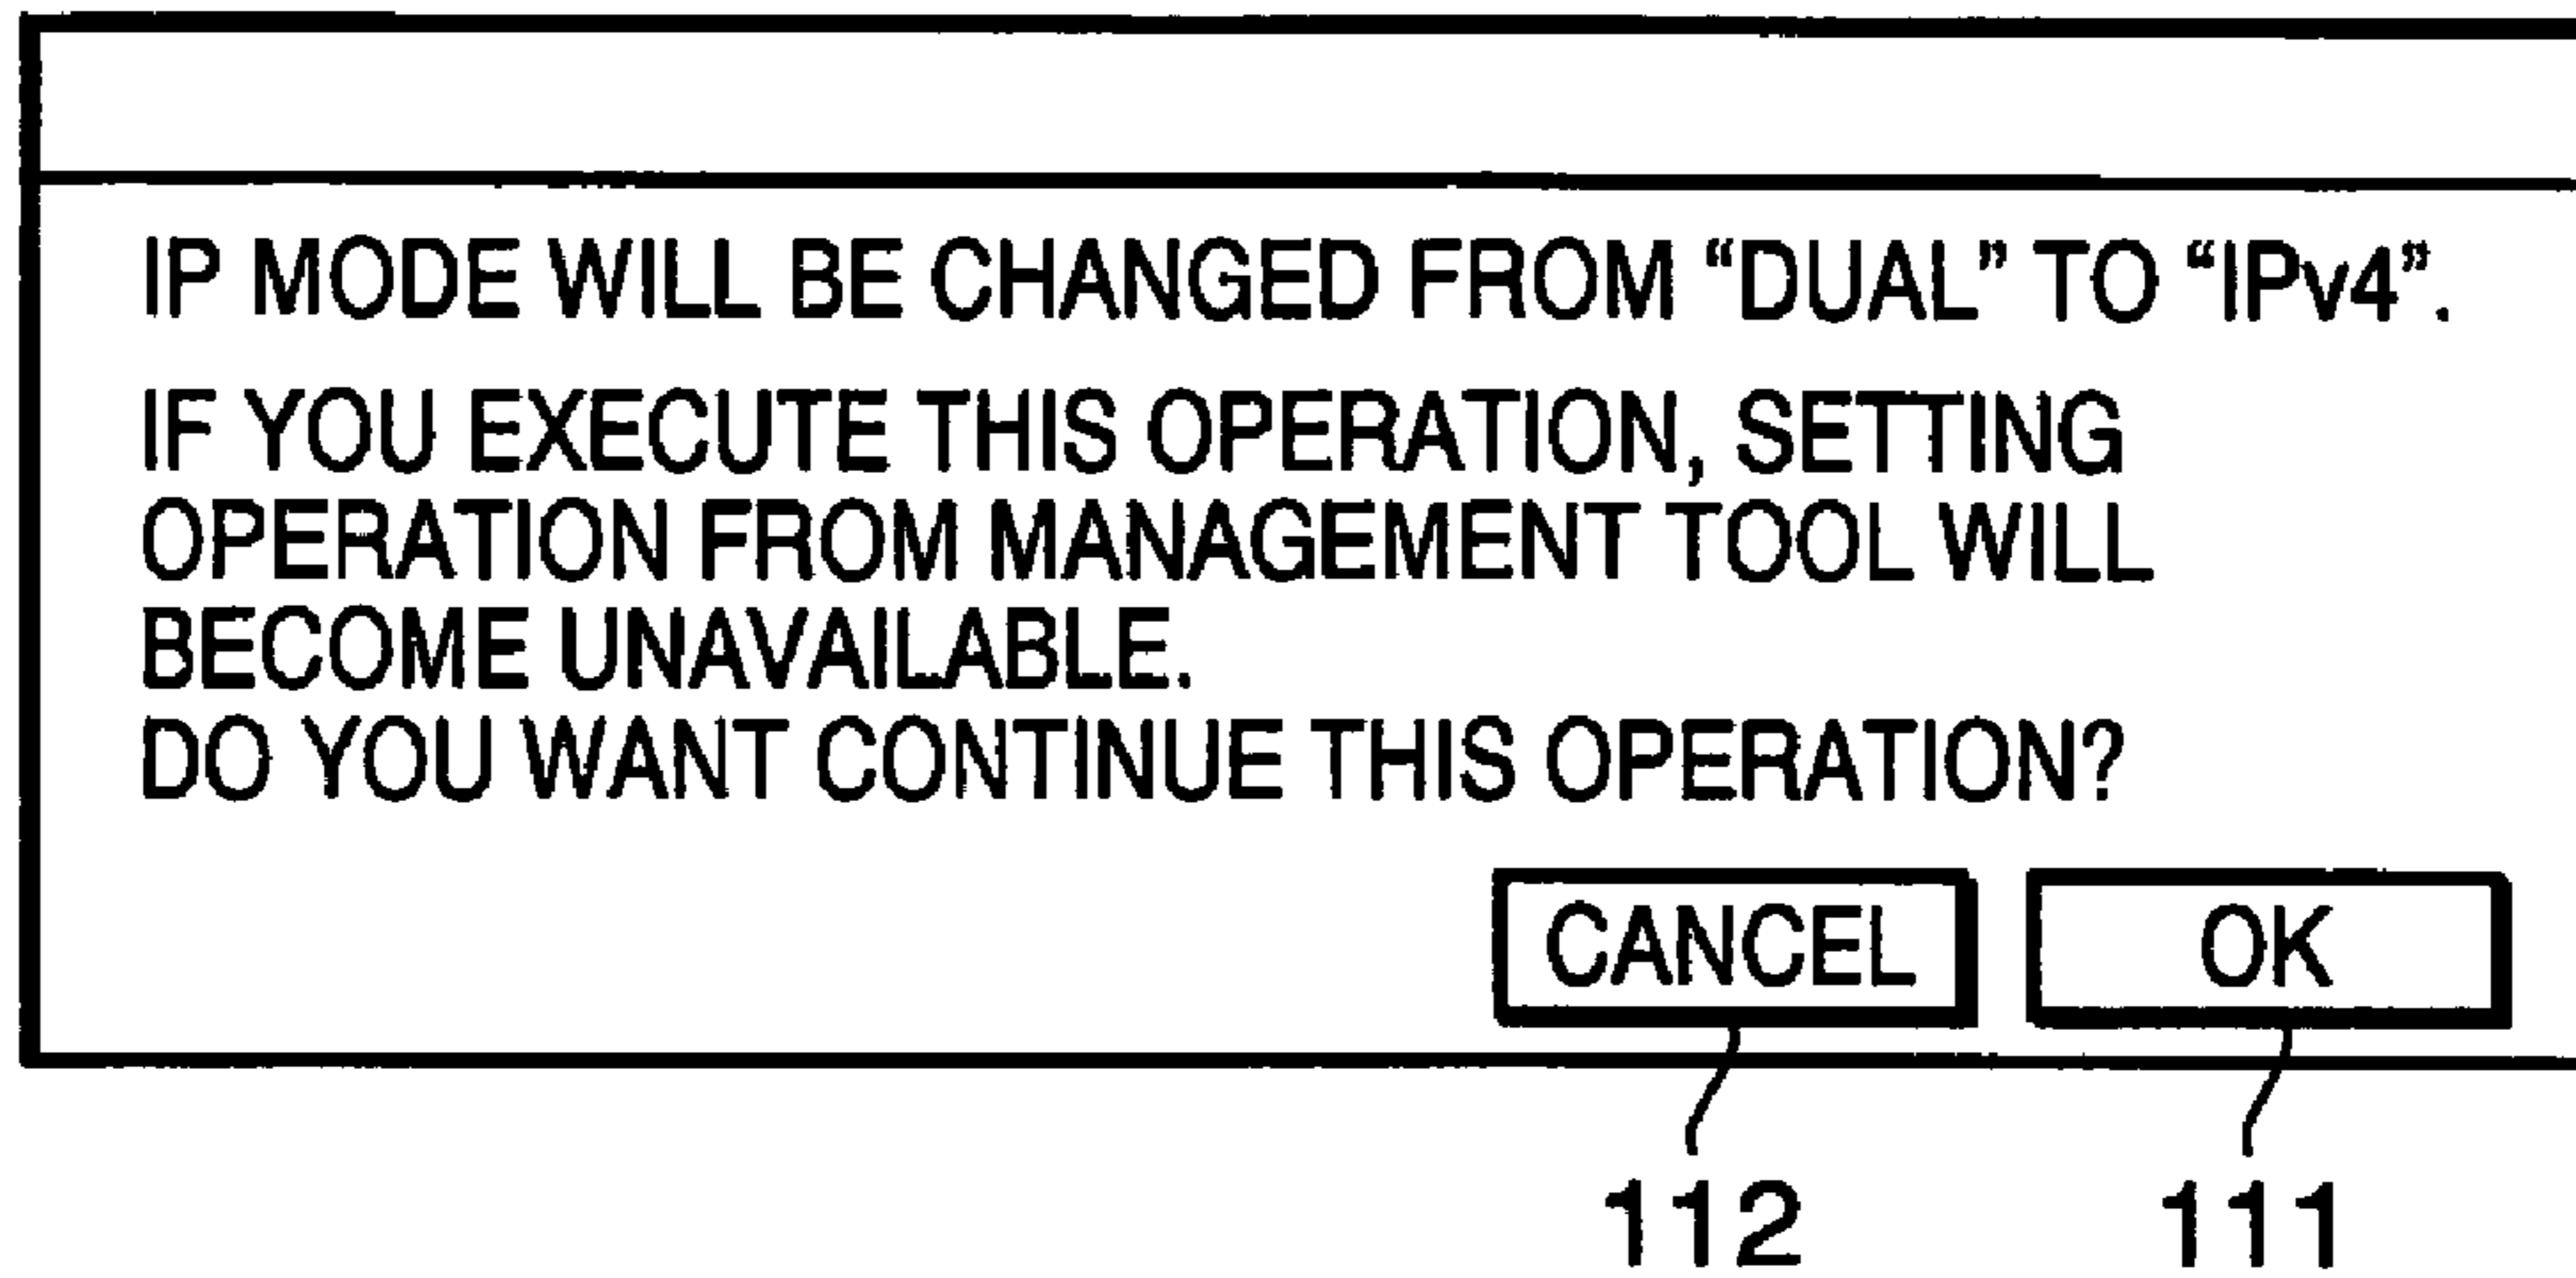 IP MODE WILL BE CHANGED FROM “DUAL” TO “IPv4”.
IF YOU EXECUTE THIS OPERATION, SETTING
OPERATION FROM MANAGEMENT TOOL WILL
BECOME UNAVAILABLE.
DO YOU WANT CONTINUE THIS OPERATION?
CANCEL OK
112 111